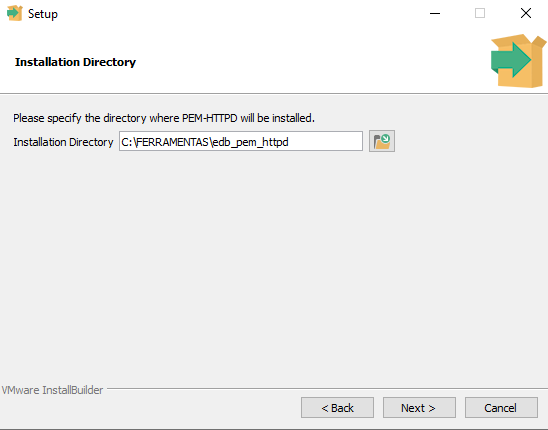 Setup
Installation Directory
Please specify the directory where PEM-HTTPD will be installed.
Installation Directory C:\FERRAMENTAS\edb_pem_httpd
VMware InstallBuilder
< Back Next > Cancel